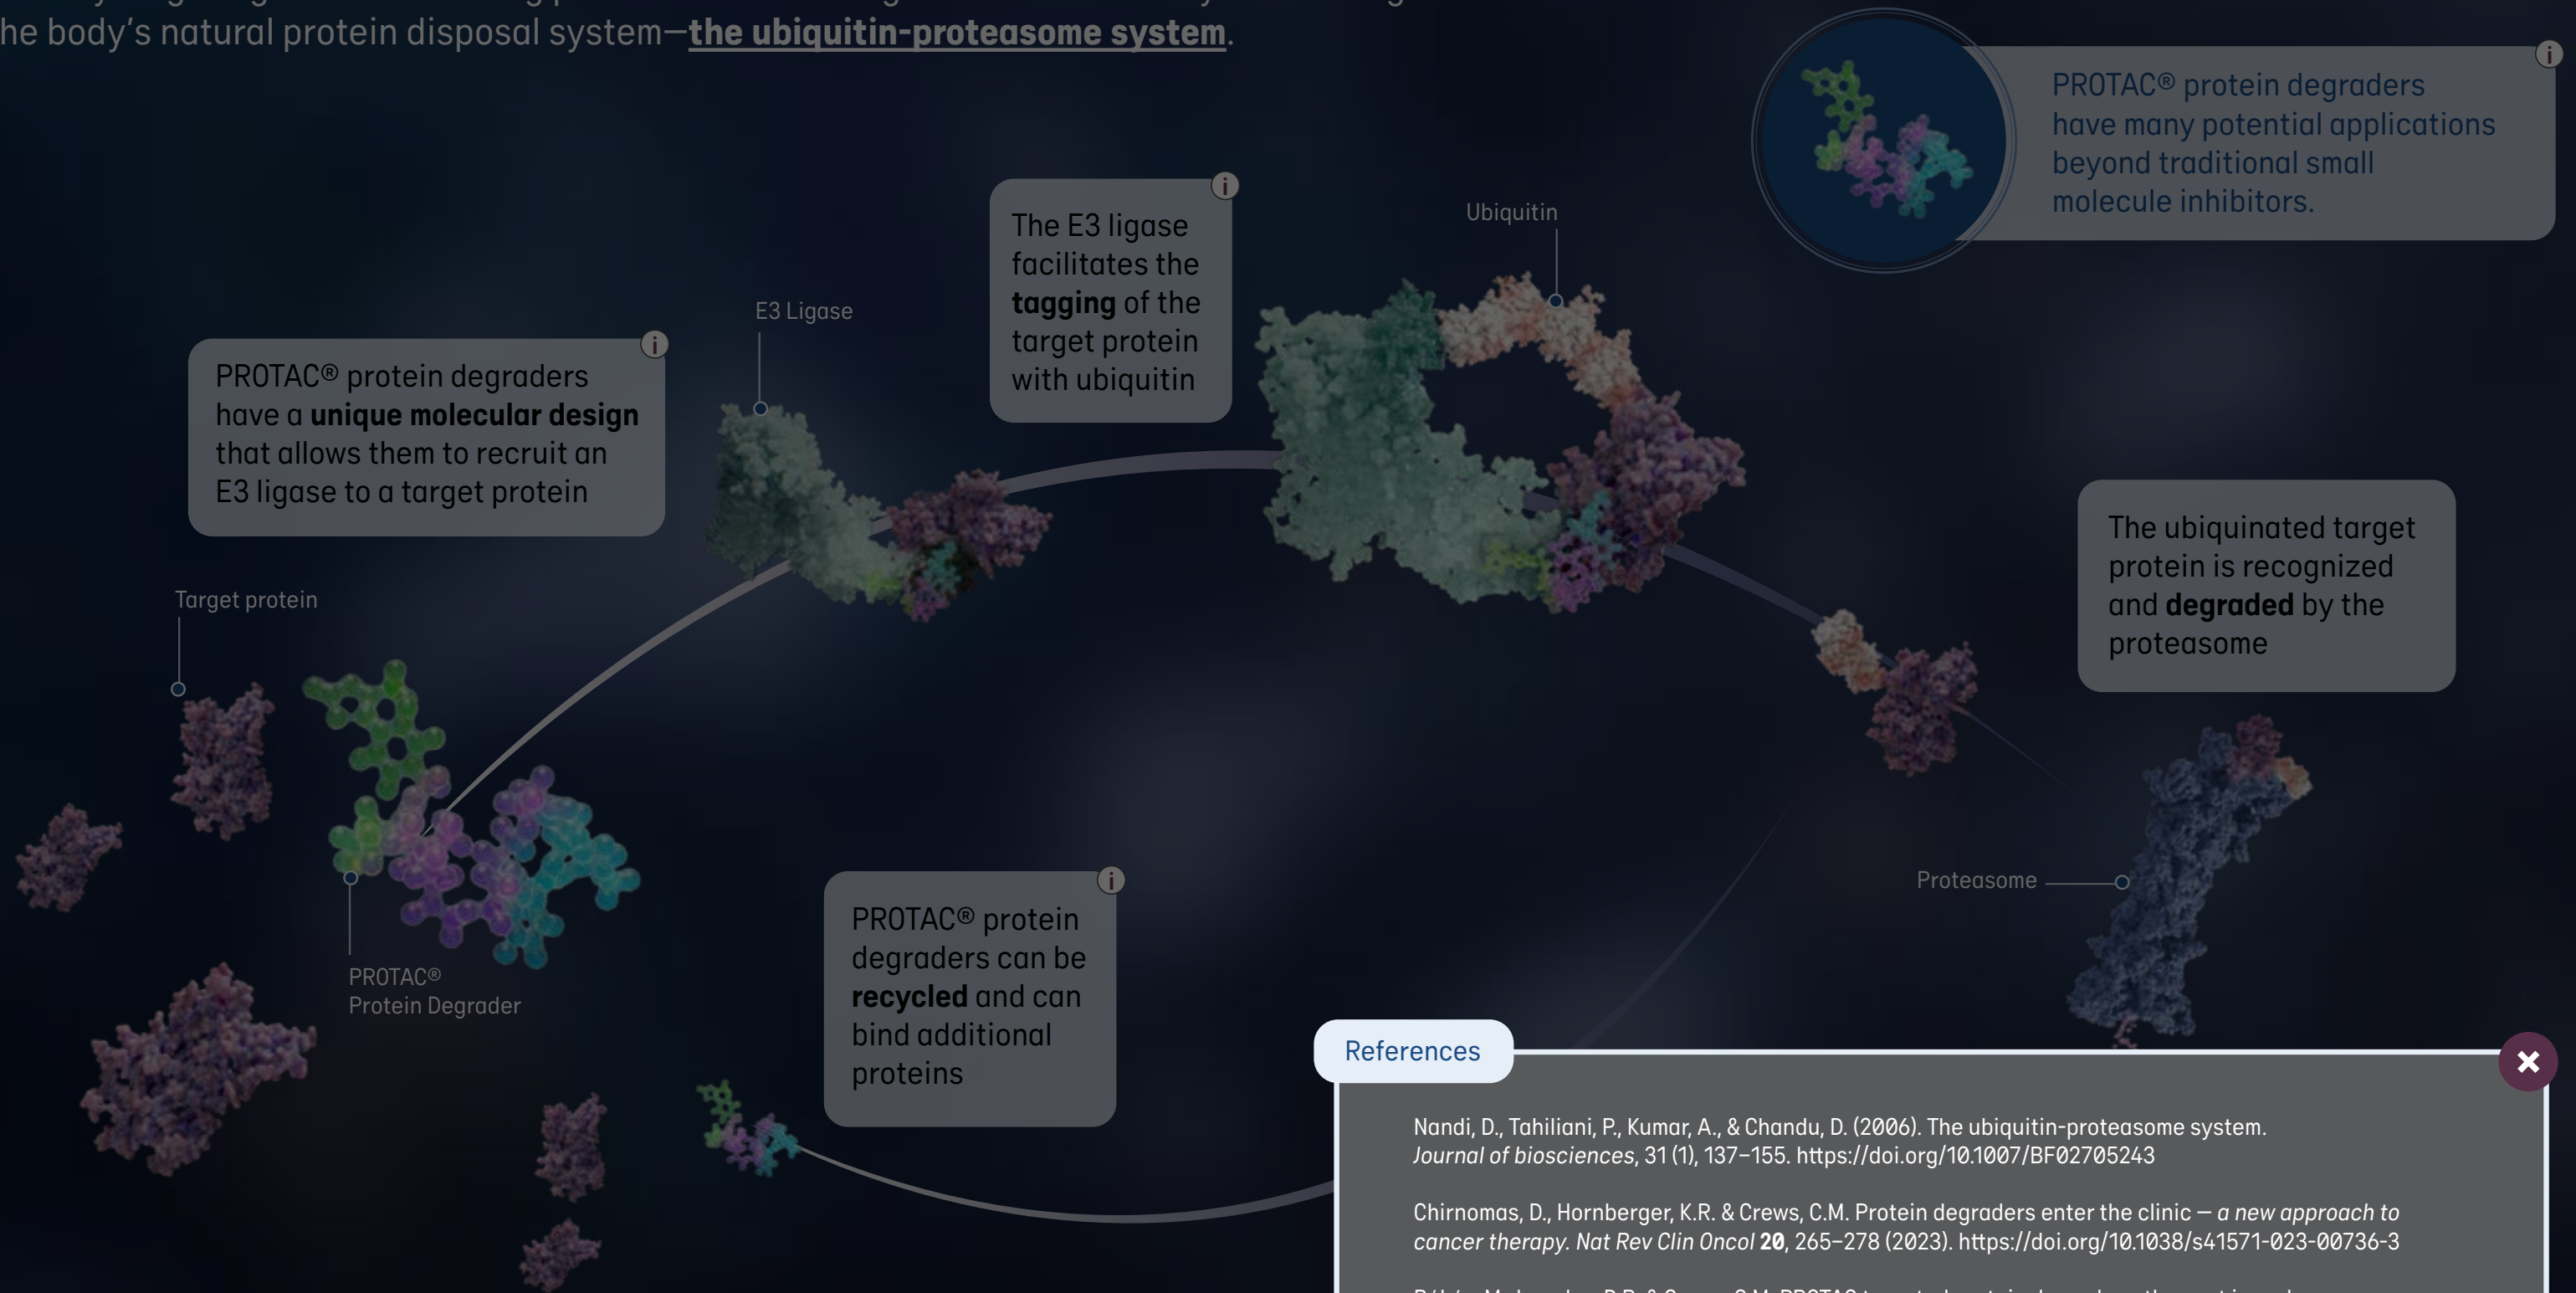 he body's natural protein disposal system—the ubiquitin-proteasome system.
i
PROTAC® protein degraders
have many potential applications
beyond traditional small
molecule inhibitors.
i
The E3 ligase
facilitates the
tagging of the
target protein
with ubiquitin
Ubiquitin
E3 Ligase
i
PROTAC® protein degraders
have a unique molecular design
that allows them to recruit an
E3 ligase to a target protein
The ubiquinated target
protein is recognized
and degraded by the
proteasome
Target protein
Proteasome
i
PROTAC® protein
degraders can be
recycled and can
bind additional
proteins
PROTAC®
Protein Degrader
References
Nandi, D., Tahiliani, P., Kumar, A., & Chandu, D. (2006). The ubiquitin-proteasome system.
Journal of biosciences, 31 (1), 137–155. https://doi.org/10.1007/BF02705243
Chirnomas, D., Hornberger, K.R. & Crews, C.M. Protein degraders enter the clinic — a new approach to
cancer therapy. Nat Rev Clin Oncol 20, 265–278 (2023). https://doi.org/10.1038/s41571-023-00736-3